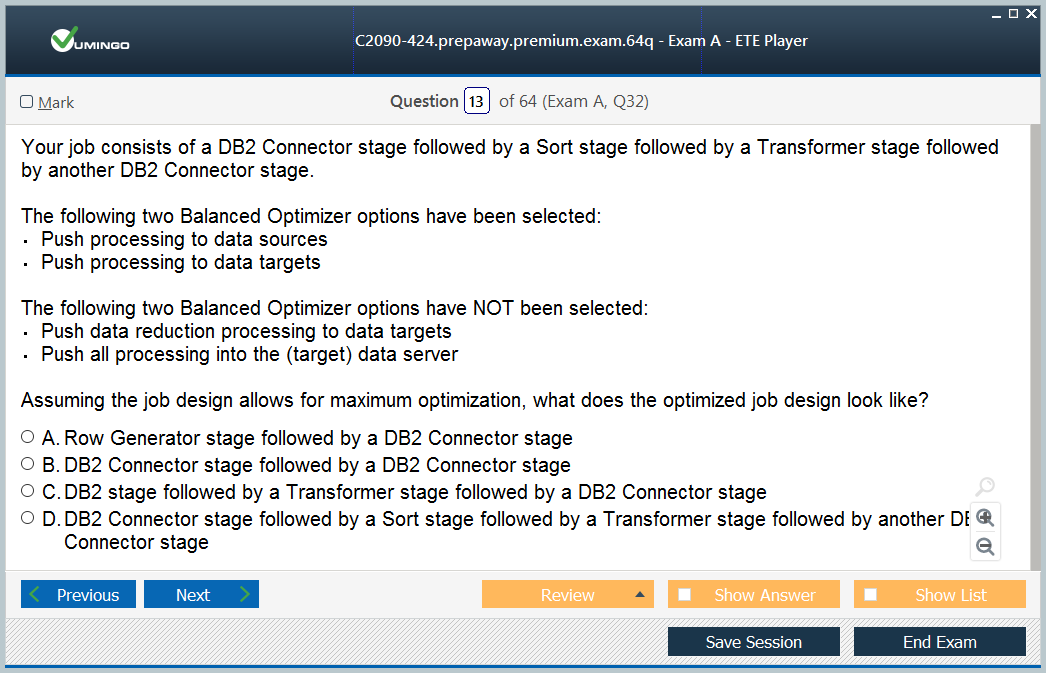 VUMINGO
C2090-424.prepaway.premium.exam.64q - Exam A - ETE Player
Mark
Question 13 of 64 (Exam A, Q32)
Your job consists of a DB2 Connector stage followed by a Sort stage followed by a Transformer stage followed
by another DB2 Connector stage.
The following two Balanced Optimizer options have been selected:
· Push processing to data sources
· Push processing to data targets
The following two Balanced Optimizer options have NOT been selected:
· Push data reduction processing to data targets
· Push all processing into the (target) data server
Assuming the job design allows for maximum optimization, what does the optimized job design look like?
A. Row Generator stage followed by a DB2 Connector stage
B. DB2 Connector stage followed by a DB2 Connector stage
C. DB2 stage followed by a Transformer stage followed by a DB2 Connector stage
D. DB2 Connector stage followed by a Sort stage followed by a Transformer stage followed by another
Connector stage
Previous
Next
Review
Show Answer
Show List
Save Session
End Exam